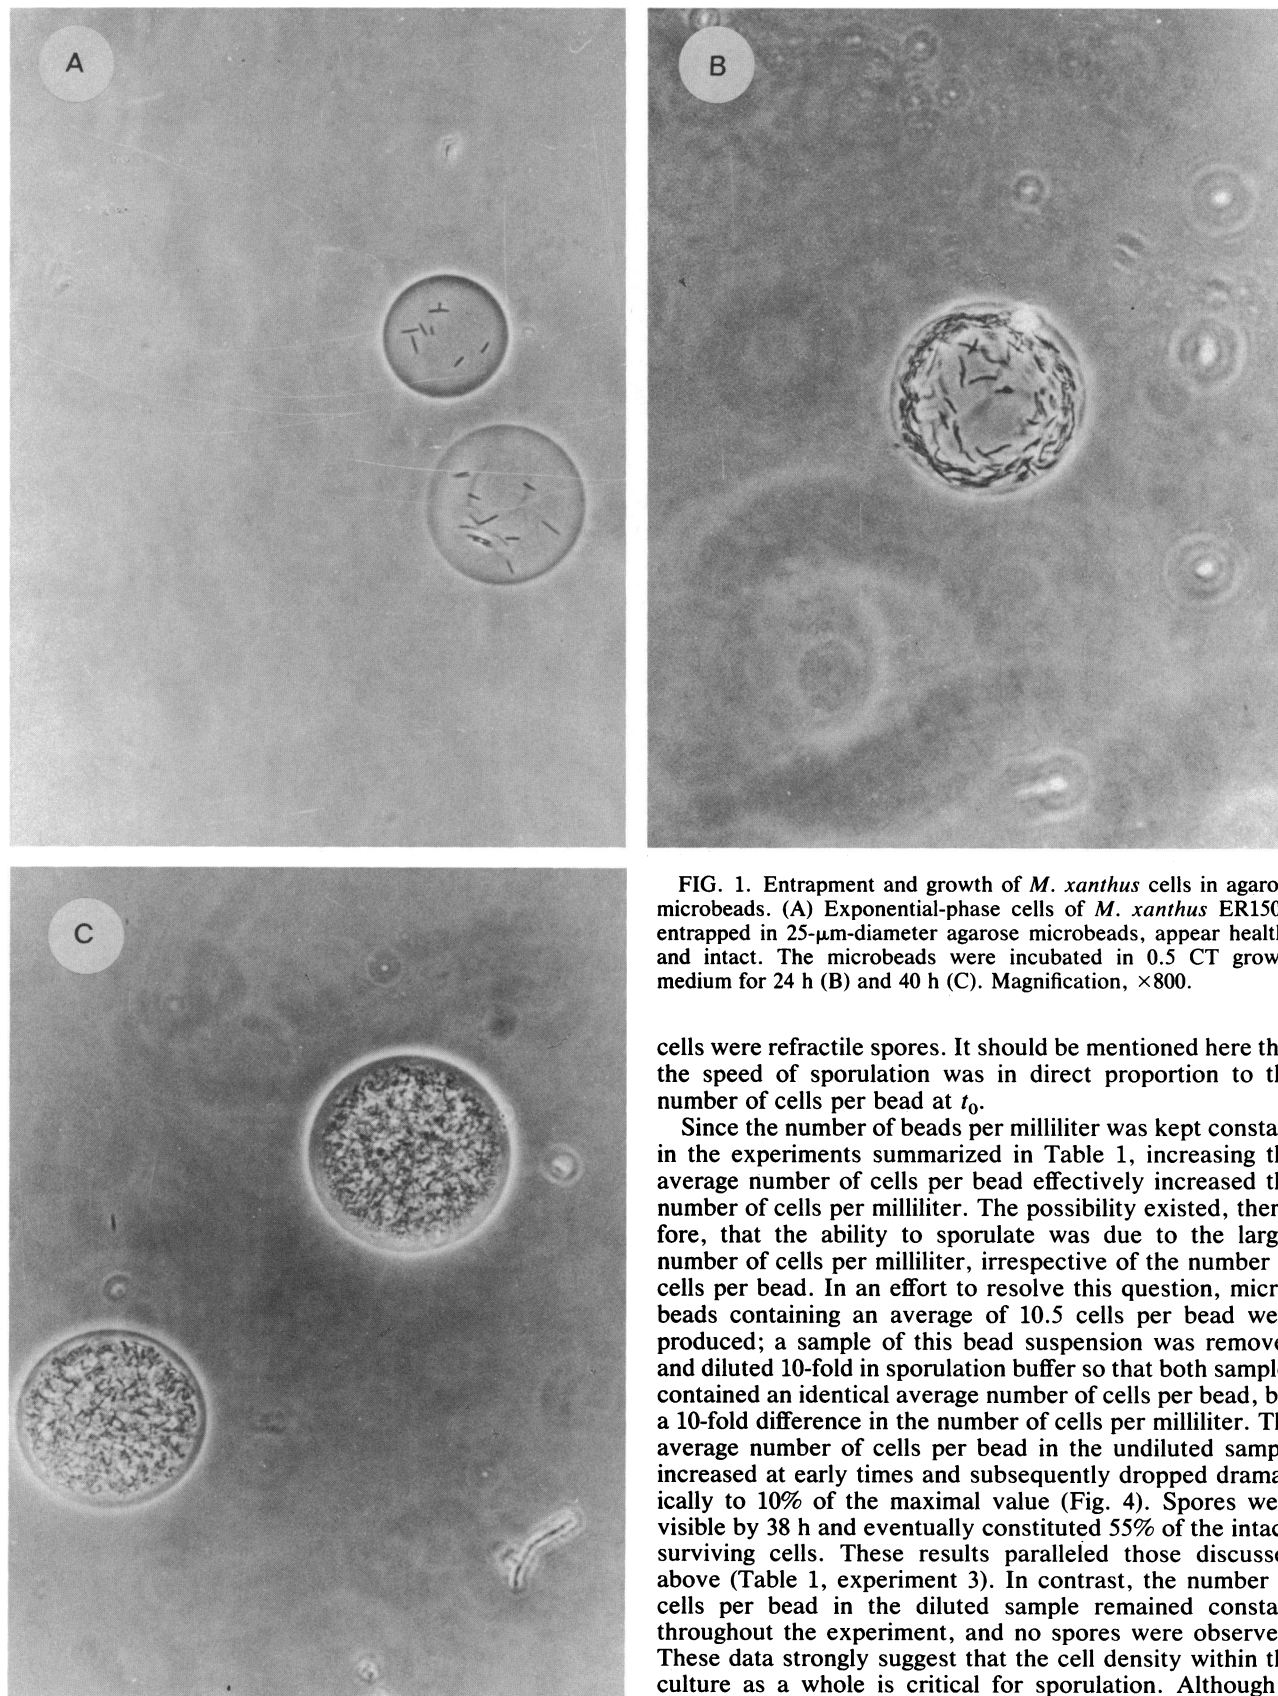 A
B
C
FIG. 1. Entrapment and growth of M. xanthus cells in agaro
microbeads. (A) Exponential-phase cells of M. xanthus ER150
entrapped in 25-μm-diameter agarose microbeads, appear health
and intact. The microbeads were incubated in 0.5 CT grow
medium for 24 h (B) and 40 h (C). Magnification, ×800.
cells were refractile spores. It should be mentioned here th
the speed of sporulation was in direct proportion to th
number of cells per bead at t0.
Since the number of beads per milliliter was kept consta
in the experiments summarized in Table 1, increasing th
average number of cells per bead effectively increased th
number of cells per milliliter. The possibility existed, ther
fore, that the ability to sporulate was due to the larg
number of cells per milliliter, irrespective of the number
cells per bead. In an effort to resolve this question, micr
beads containing an average of 10.5 cells per bead we
produced; a sample of this bead suspension was remove
and diluted 10-fold in sporulation buffer so that both sampl
contained an identical average number of cells per bead, b
a 10-fold difference in the number of cells per milliliter. Th
average number of cells per bead in the undiluted samp
increased at early times and subsequently dropped drama
ically to 10% of the maximal value (Fig. 4). Spores we
visible by 38 h and eventually constituted 55% of the intac
surviving cells. These results paralleled those discusse
above (Table 1, experiment 3). In contrast, the number
cells per bead in the diluted sample remained consta
throughout the experiment, and no spores were observe
These data strongly suggest that the cell density within th
culture as a whole is critical for sporulation. Although